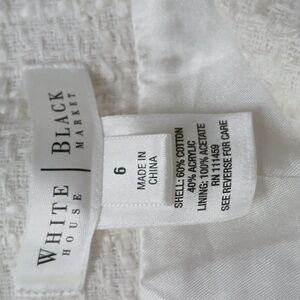 WHITE | BLACK
HOUSE MARKET
6
MADE IN
CHINA
SHELL: 60% COTTON
40% ACRYLIC
LINING: 100% ACETATE
RN 111459
SEE REVERSE FOR CARE